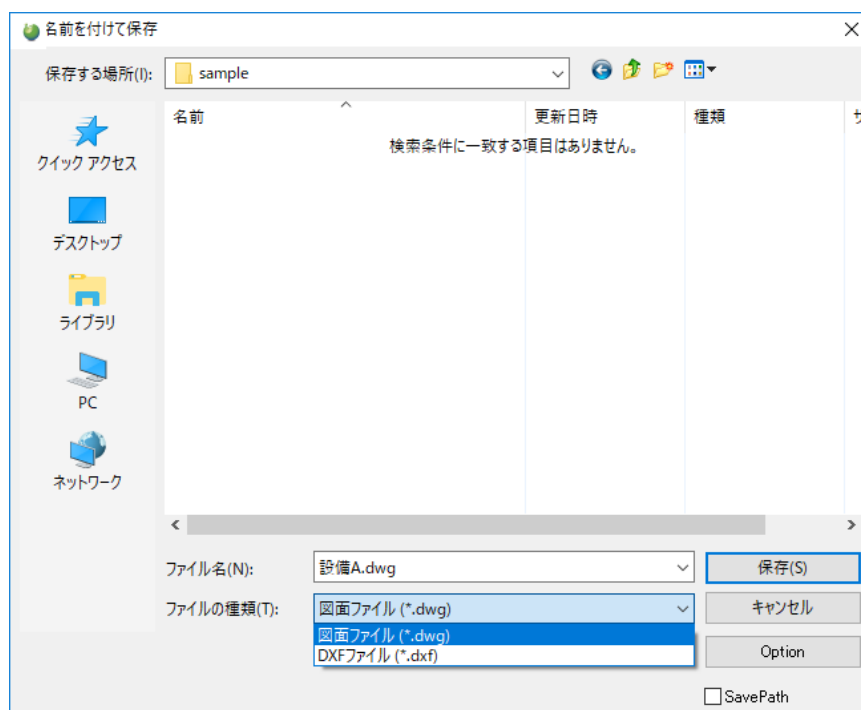 名前を付けて保存
保存する場所(I): sample
名前 更新日時 種類 サ
検索条件に一致する項目はありません。
クイック アクセス
デスクトップ
ライブラリ
PC
ネットワーク
ファイル名(N): 設備A.dwg 保存(S)
ファイルの種類(T): 図面ファイル (*.dwg) キャンセル
図面ファイル (*.dwg)
DXFファイル (*.dxf)
Option
SavePath